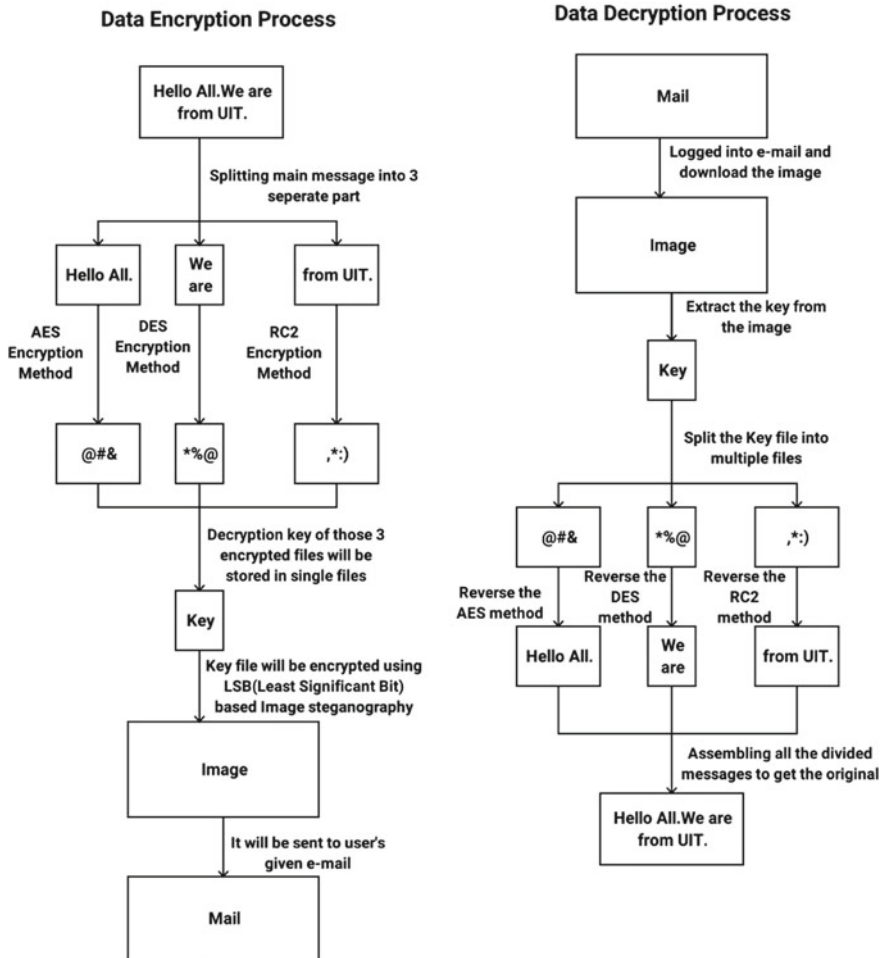 Data Encryption Process
Hello All.We are
from UIT.
Splitting main message into 3
seperate part
Hello All.
We
are
from UIT.
AES
Encryption
Method
DES
Encryption
Method
RC2
Encryption
Method
@#&
*%@
,*:)
Decryption key of those 3
encrypted files will be
stored in single files
Key
Key file will be encrypted using
LSB(Least Significant Bit)
based Image steganography
Image
It will be sent to user's
given e-mail
Mail
Data Decryption Process
Mail
Logged into e-mail and
download the image
Image
Extract the key from
the image
Key
Split the Key file into
multiple files
@#&
*%@
,*:)
Reverse the
AES method
Reverse the
DES
method
Reverse the
RC2
method
Hello All.
We
are
from UIT.
Assembling all the divided
messages to get the original
Hello All.We are
from UIT.